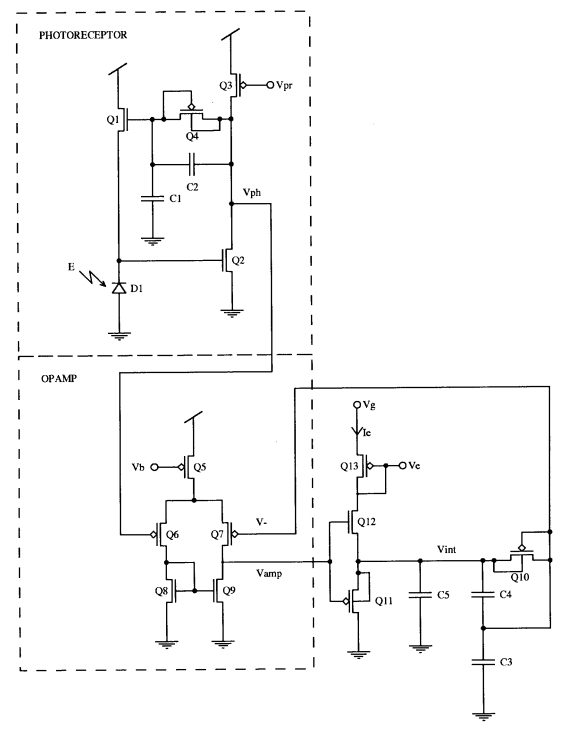 PHOTORECEPTOR
Q3
Vpr
Q1
Q4
C2
C1
Vph
Q2
E
D1
OPAMP
Vg
Ie
Vb
Q5
Q13
Ve
Q6
Q7
V-
Q12
Vamp
Vint
Q10
Q8
Q9
Q11
C5
C4
C3